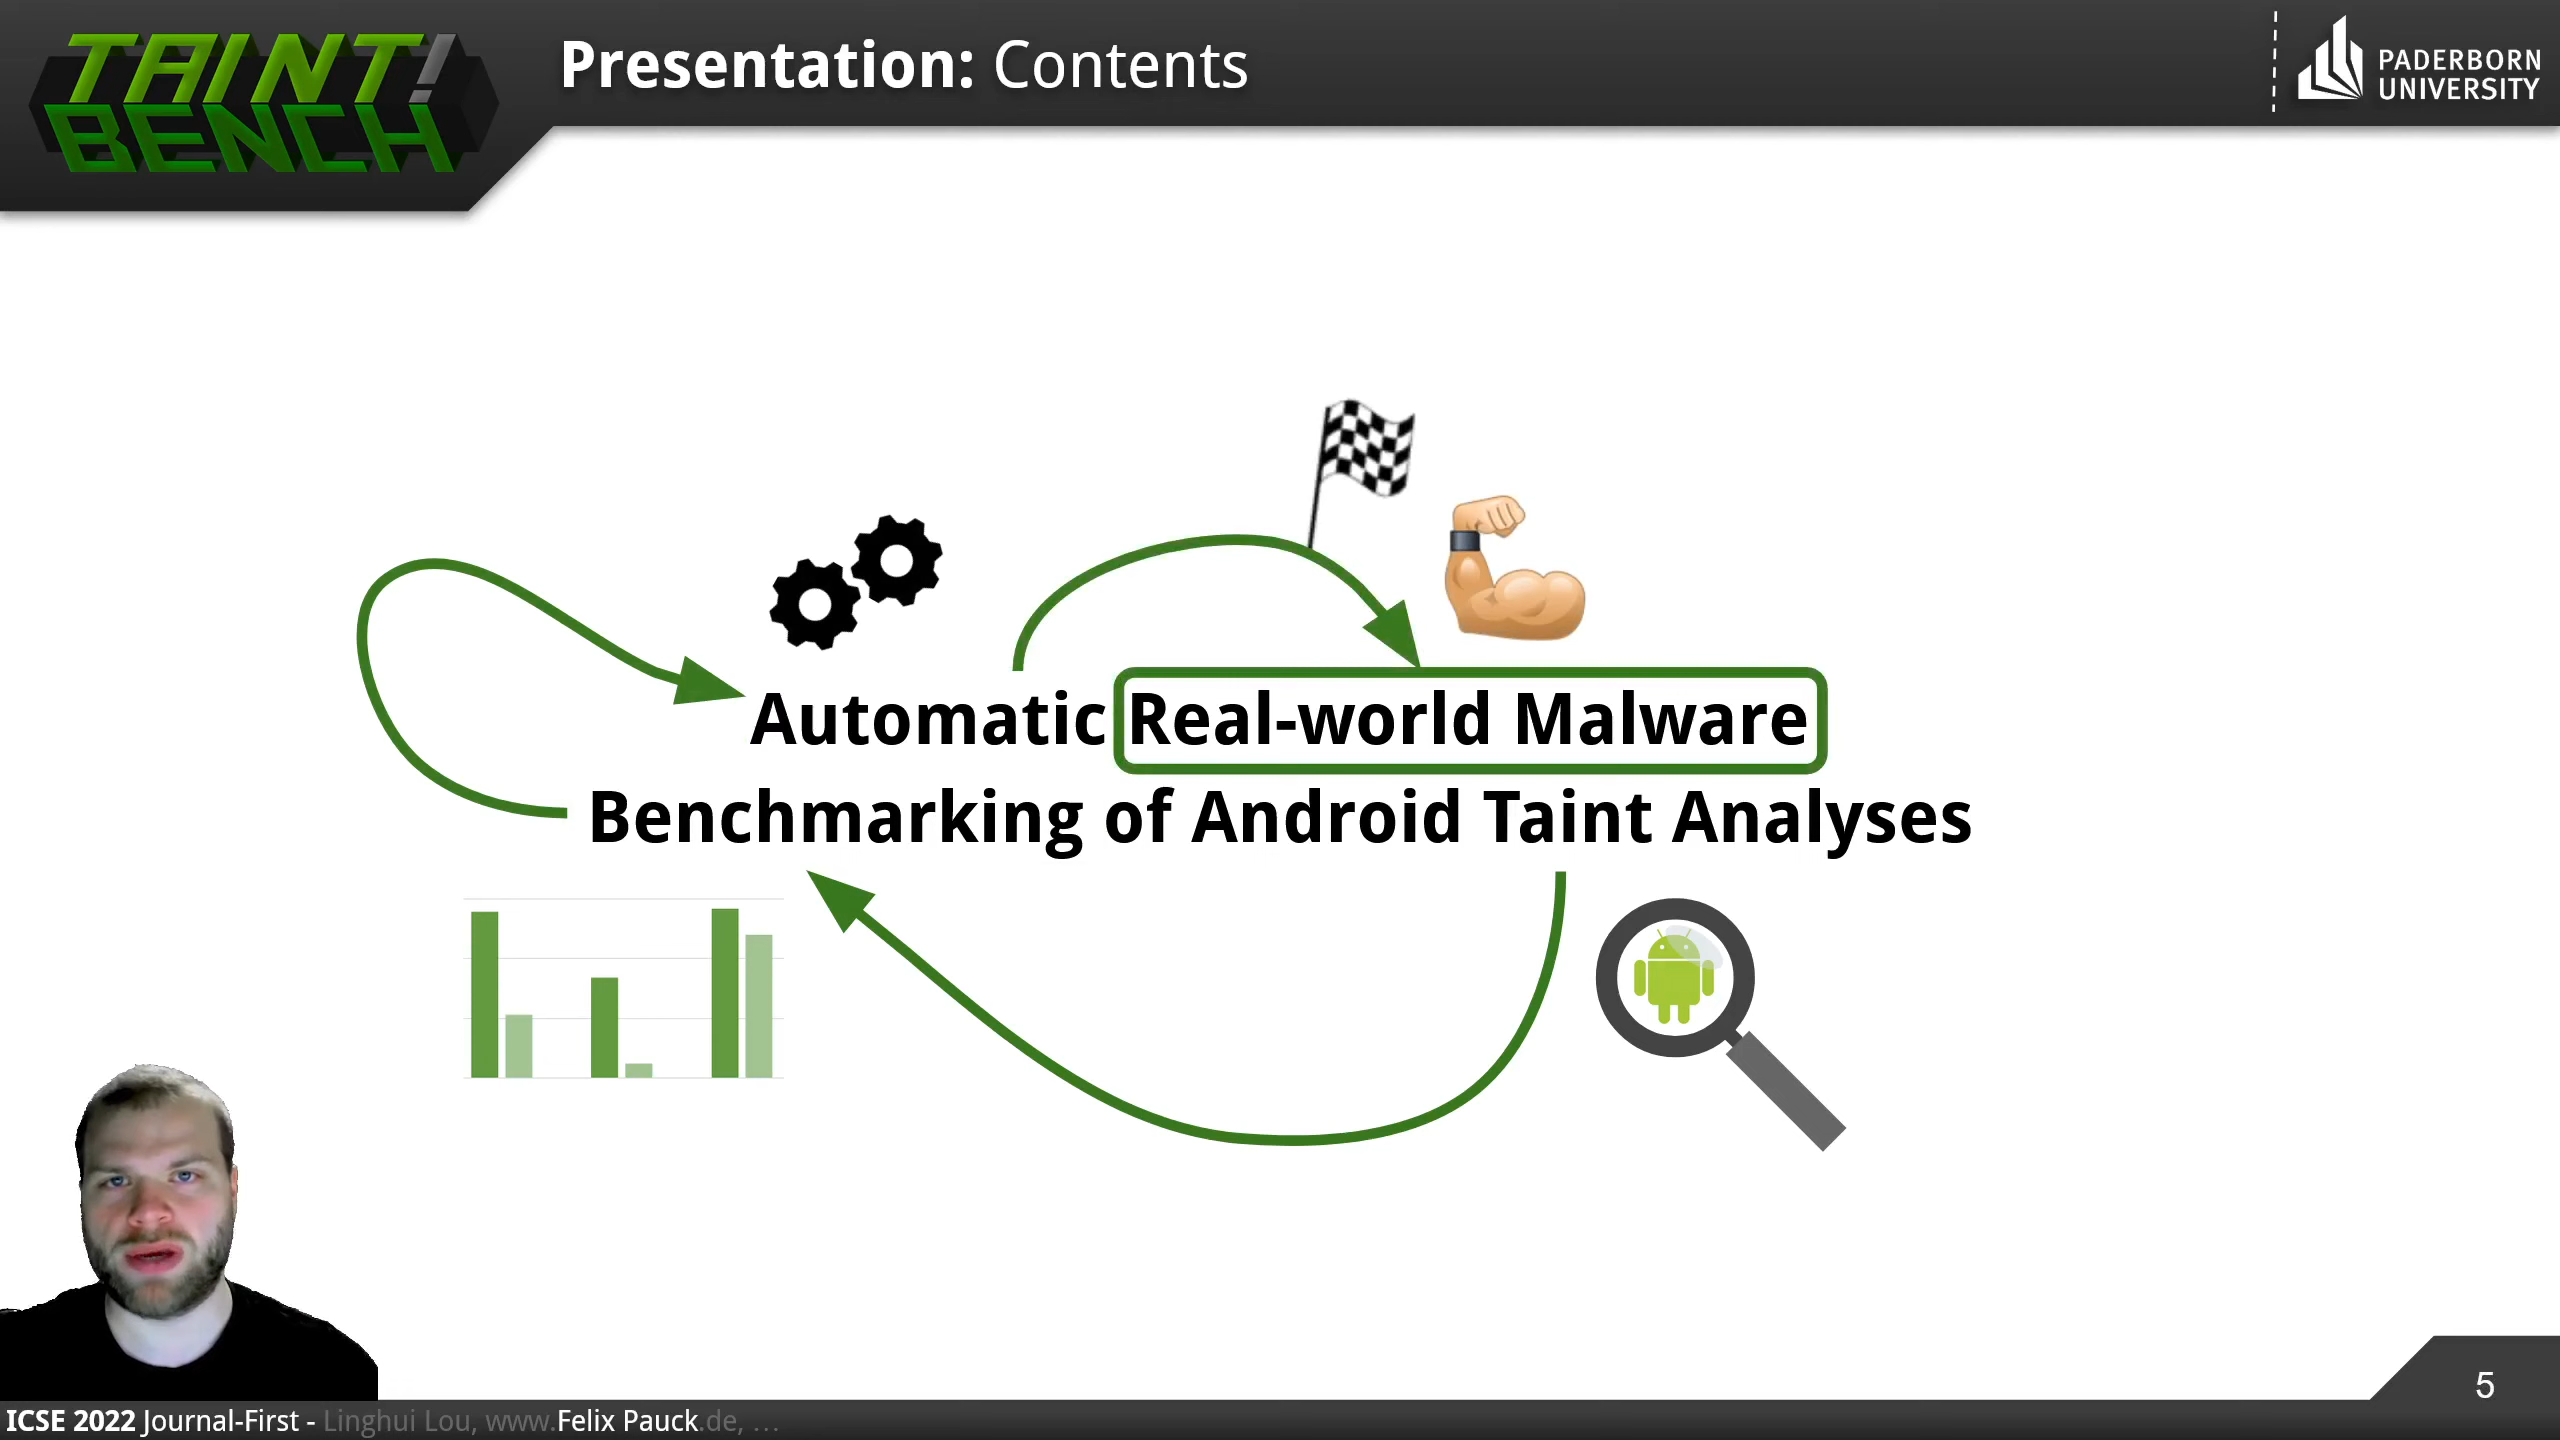 TAINT!
BENCH
Presentation: Contents
PADERBORN
UNIVERSITY
Automatic Real-world Malware
Benchmarking of Android Taint Analyses
5
ICSE 2022 Journal-First - Linghui Lou, www.Felix Pauck.de, ...